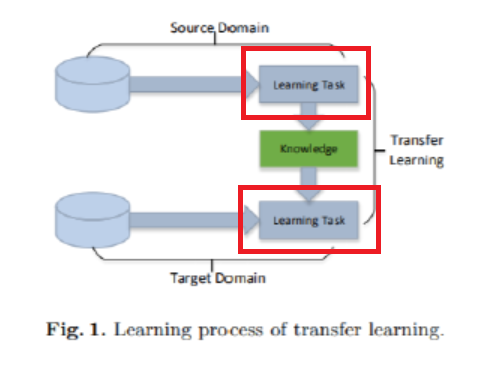 Source Domain
Learning Task
Knowledge
Transfer
Learning
Learning Task
Target Domain
Fig. 1. Learning process of transfer learning.